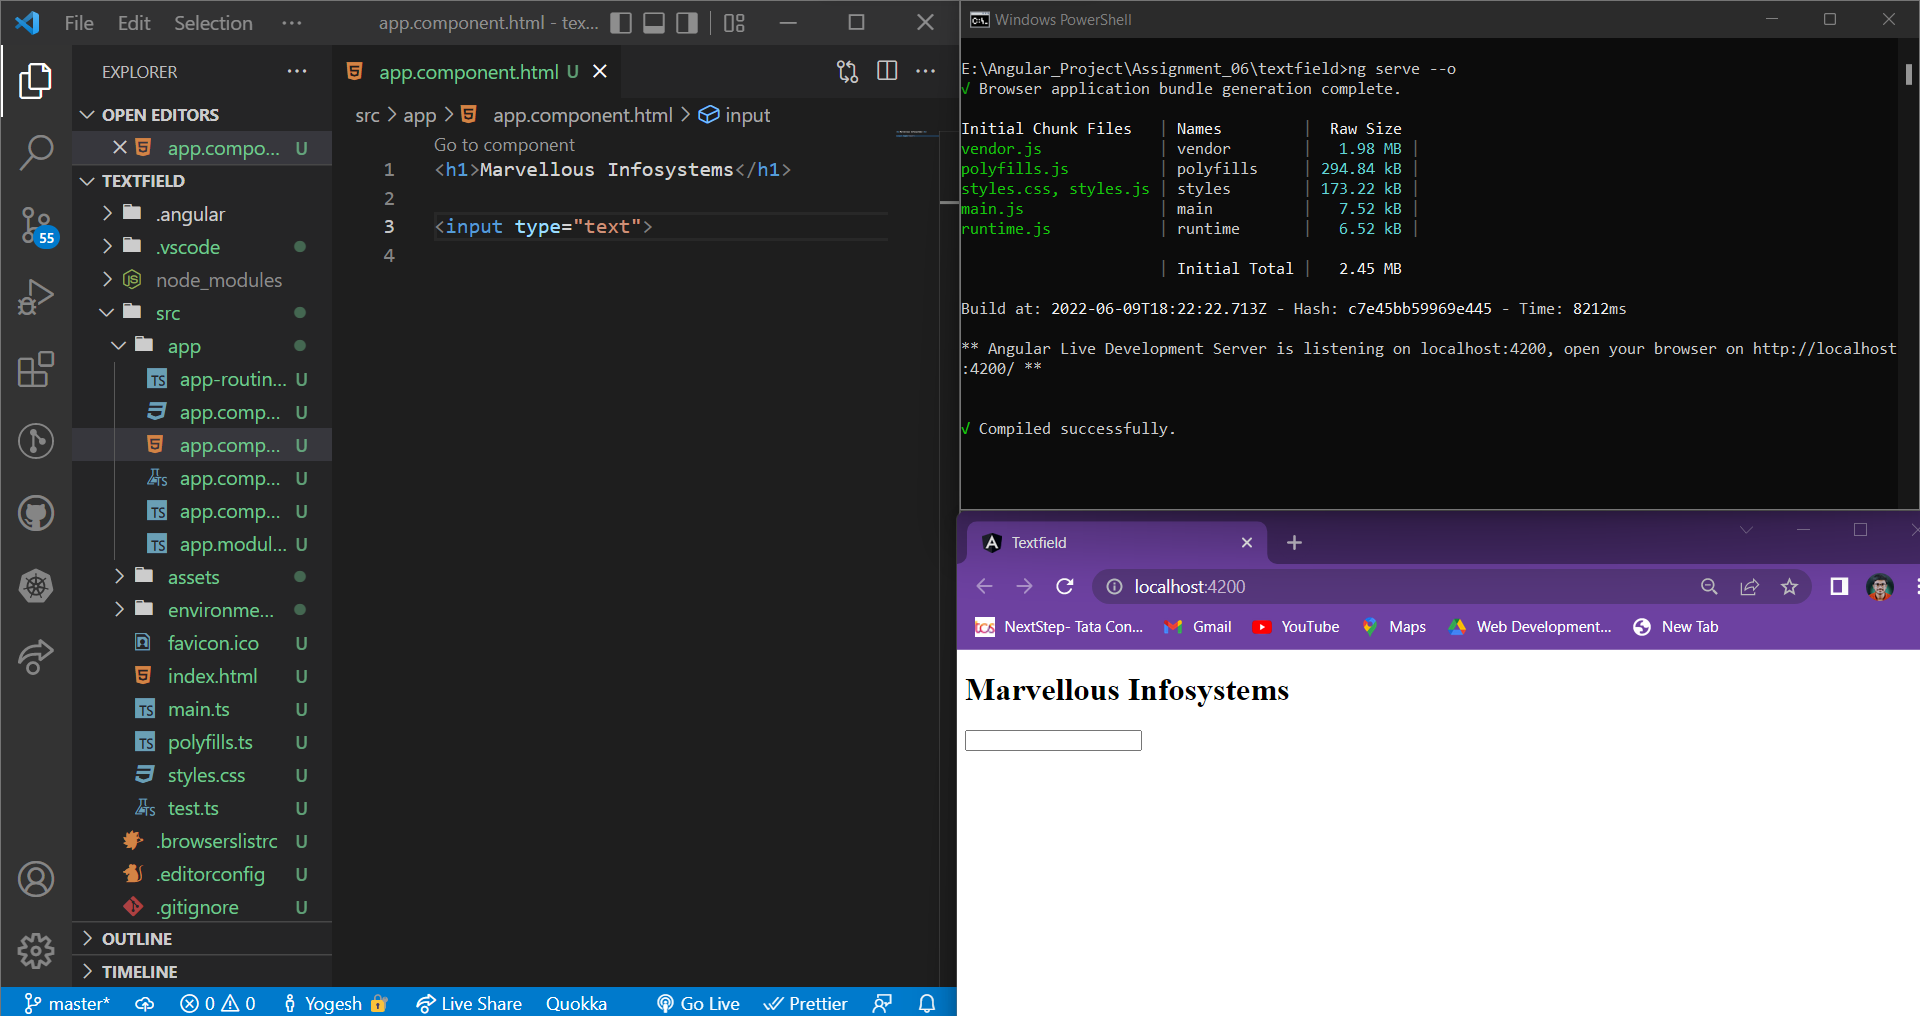 File Edit Selection ··· app.component.html - tex...
EXPLORER ···
OPEN EDITORS
app.compo... U
TEXTFIELD
.angular
.vscode
node_modules
src
app
TS app-routin... U
app.comp... U
app.comp... U
TS app.comp... U
TS app.comp... U
TS app.modul... U
assets
environme...
favicon.ico U
index.html U
TS main.ts U
TS polyfills.ts U
styles.css U
TS test.ts U
.browserslistrc U
.editorconfig U
.gitignore U
OUTLINE
TIMELINE
55
app.component.html U
src > app > app.component.html > input
Go to component
1 <h1>Marvellous Infosystems</h1>
2
3 <input type="text">
4
master* 0 0 Yogesh Live Share Quokka Go Live Prettier
Windows PowerShell
E:\Angular_Project\Assignment_06\textfield>ng serve --o
√ Browser application bundle generation complete.
Initial Chunk Files | Names | Raw Size
vendor.js | vendor | 1.98 MB |
polyfills.js | polyfills | 294.84 kB |
styles.css, styles.js | styles | 173.22 kB |
main.js | main | 7.52 kB |
runtime.js | runtime | 6.52 kB |
| Initial Total | 2.45 MB
Build at: 2022-06-09T18:22:22.713Z - Hash: c7e45bb59969e445 - Time: 8212ms
** Angular Live Development Server is listening on localhost:4200, open your browser on http://localhost
:4200/ **
√ Compiled successfully.
Textfield
localhost:4200
tcs NextStep- Tata Con... Gmail YouTube Maps Web Development... New Tab
Marvellous Infosystems